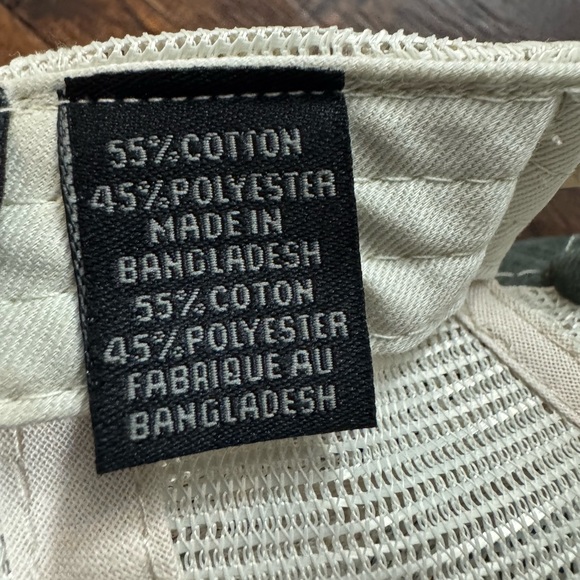 55% COTTON
45% POLYESTER
MADE IN
BANGLADESH
55% COTON
45% POLYESTER
FABRIQUE AU
BANGLADESH